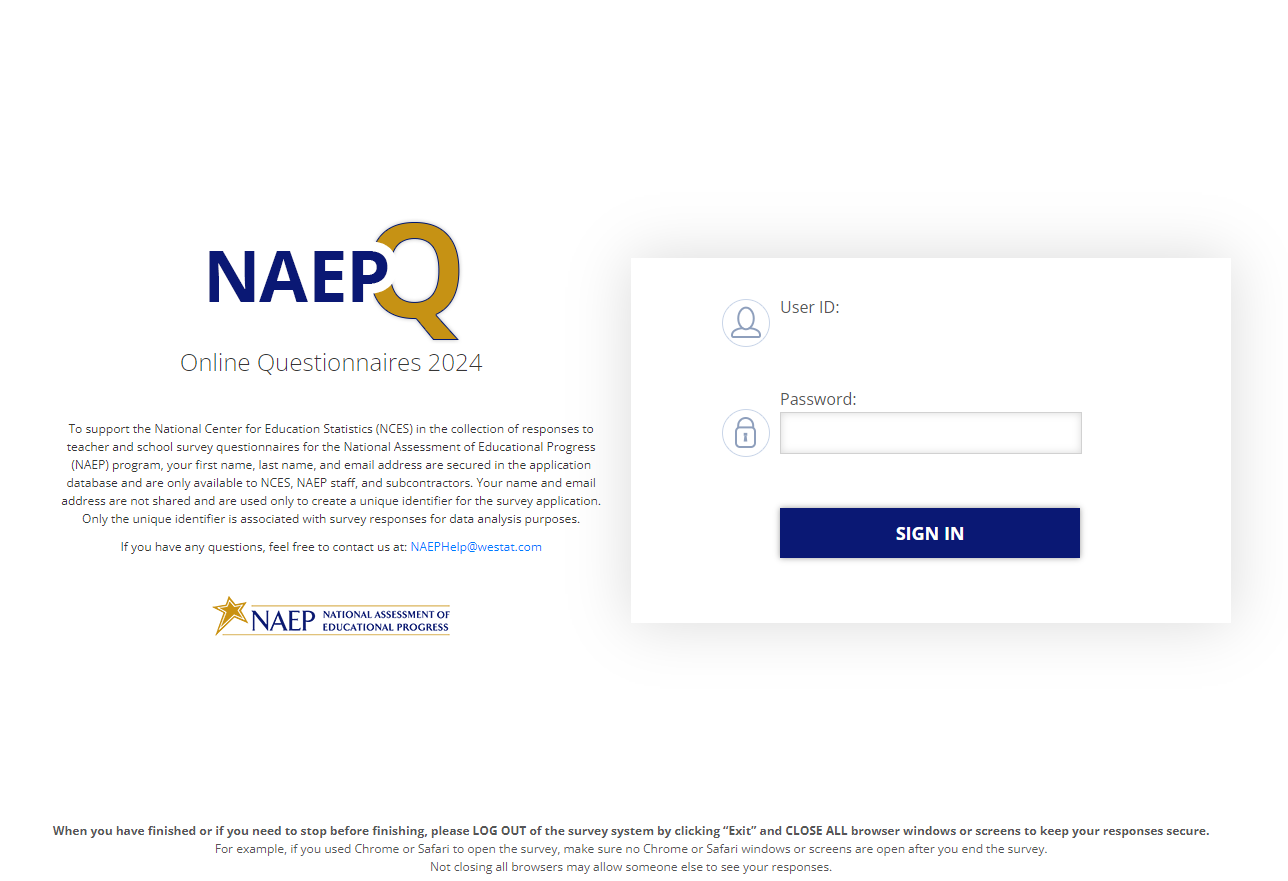 NAEPQ
Online Questionnaires 2024
To support the National Center for Education Statistics (NCES) in the collection of responses to
teacher and school survey questionnaires for the National Assessment of Educational Progress
(NAEP) program, your first name, last name, and email address are secured in the application
database and are only available to NCES, NAEP staff, and subcontractors. Your name and email
address are not shared and are used only to create a unique identifier for the survey application.
Only the unique identifier is associated with survey responses for data analysis purposes.
If you have any questions, feel free to contact us at: NAEPHelp@westat.com
NAEP NATIONAL ASSESSMENT OF
EDUCATIONAL PROGRESS
User ID:
Password:
SIGN IN
When you have finished or if you need to stop before finishing, please LOG OUT of the survey system by clicking “Exit” and CLOSE ALL browser windows or screens to keep your responses secure.
For example, if you used Chrome or Safari to open the survey, make sure no Chrome or Safari windows or screens are open after you end the survey.
Not closing all browsers may allow someone else to see your responses.